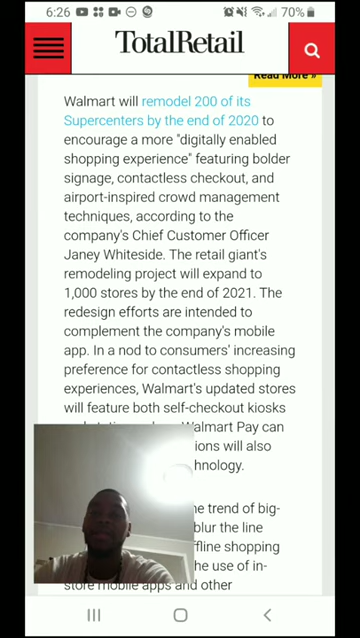 6:26
70%
TotalRetail
Read More »
Walmart will remodel 200 of its
Supercenters by the end of 2020 to
encourage a more "digitally enabled
shopping experience" featuring bolder
signage, contactless checkout, and
airport-inspired crowd management
techniques, according to the
company's Chief Customer Officer
Janey Whiteside. The retail giant's
remodeling project will expand to
1,000 stores by the end of 2021. The
redesign efforts are intended to
complement the company's mobile
app. In a nod to consumers' increasing
preference for contactless shopping
experiences, Walmart's updated stores
will feature both self-checkout kiosks
Walmart Pay can
will also
trend of big-
blur the line
shopping
the use of in-
store mobile apps and other